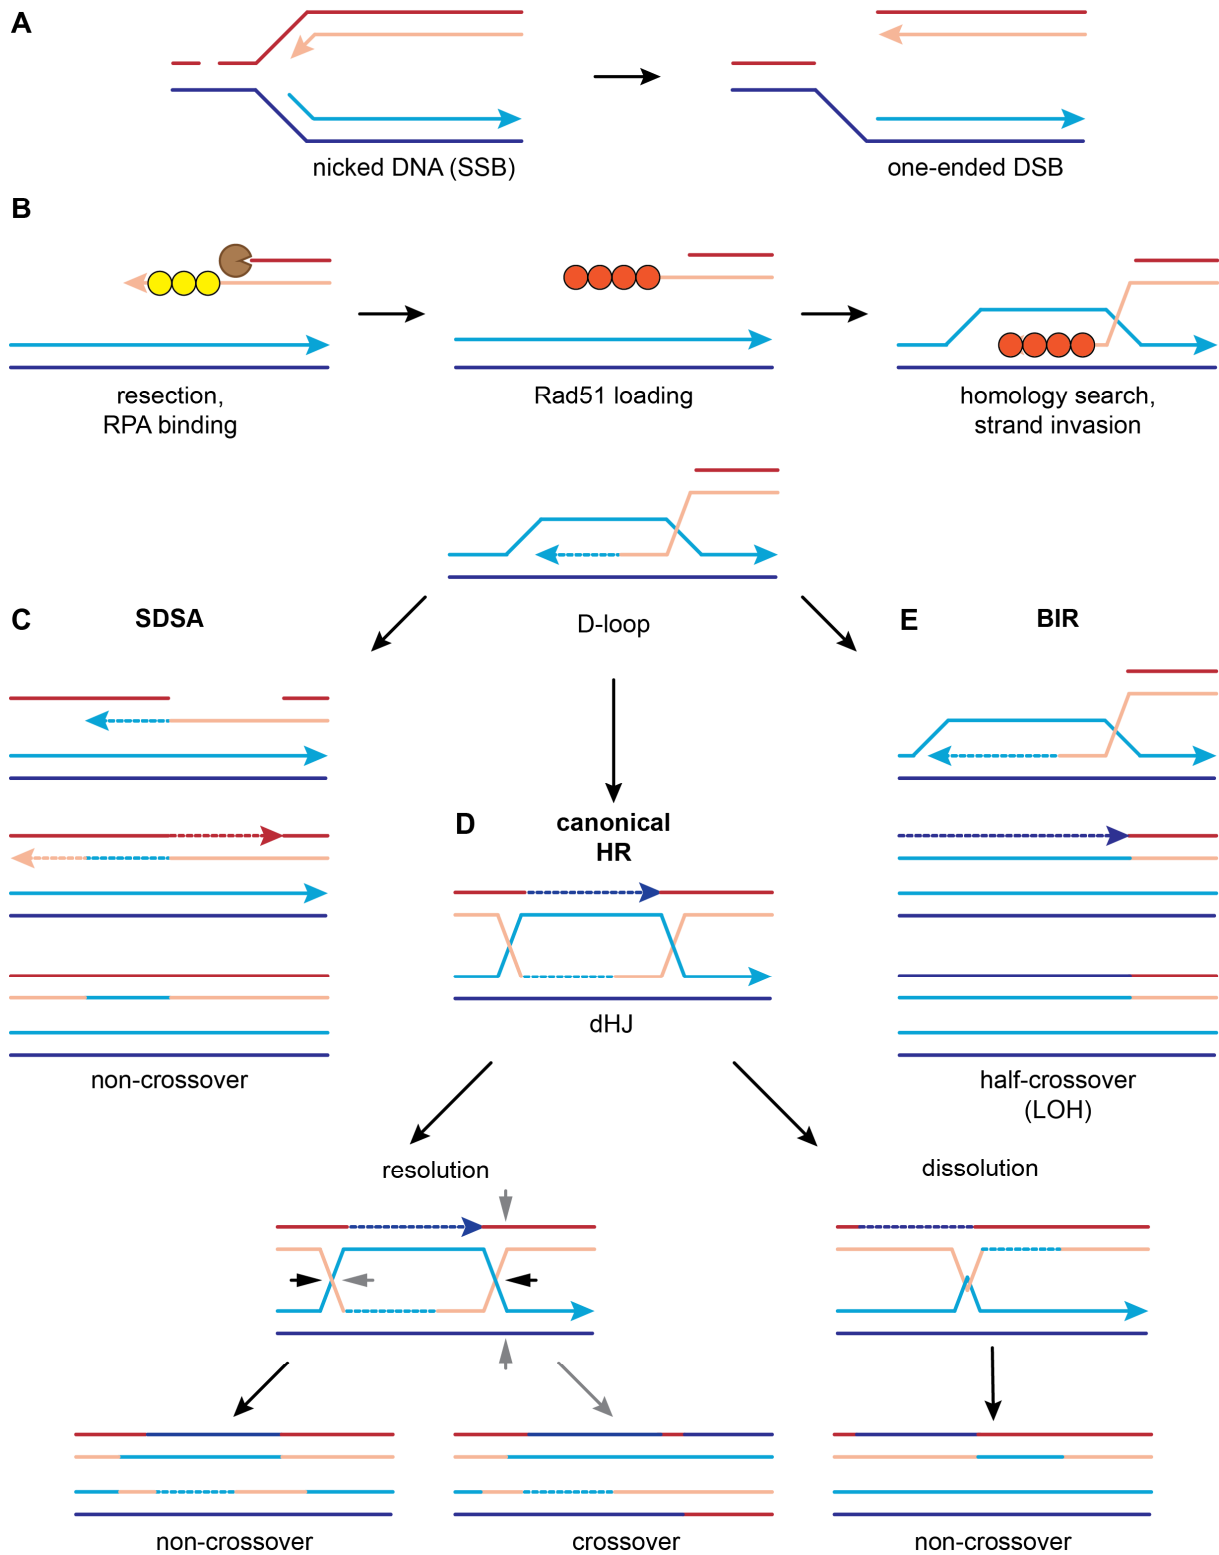 A
nicked DNA (SSB)
one-ended DSB
B
resection,
RPA binding
Rad51 loading
homology search,
strand invasion
D-loop
C
SDSA
E
BIR
D
canonical
HR
dHJ
non-crossover
half-crossover
(LOH)
resolution
dissolution
non-crossover
crossover
non-crossover